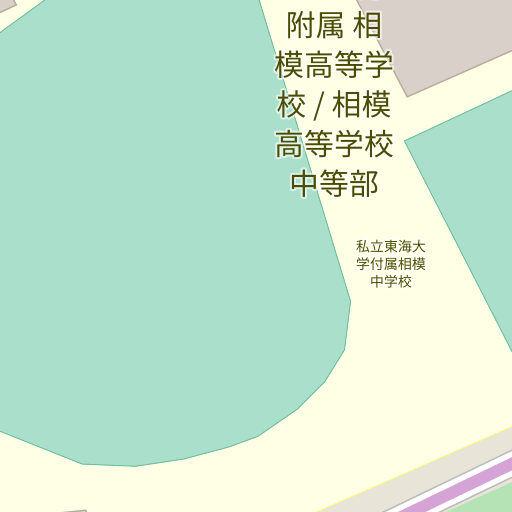 附属 相
模高等学
校 / 相模
高等学校
中等部
私立東海大
学付属相模
中学校